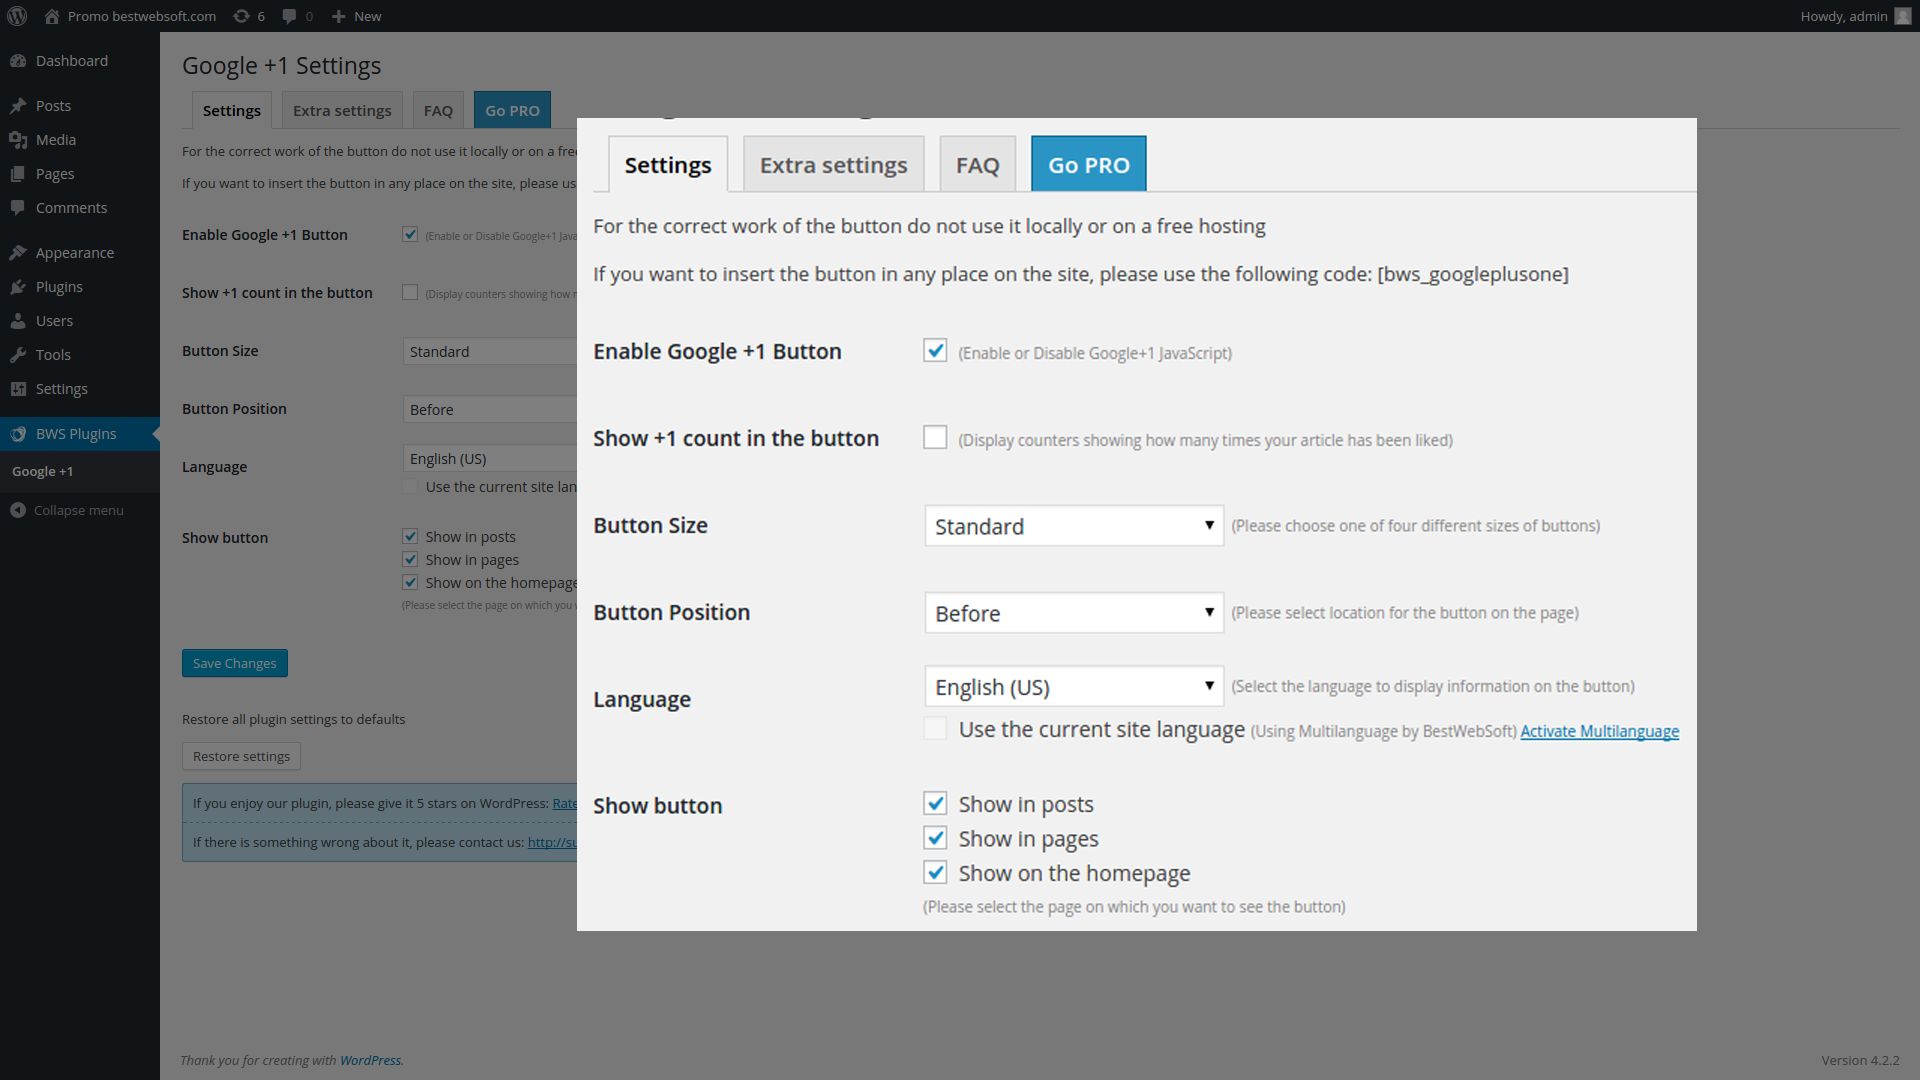 Promo bestwebsoft.com 6 0 New Howdy, admin
Dashboard
Posts
Media
Pages
Comments
Appearance
Plugins
Users
Tools
Settings
BWS Plugins
Google +1
Collapse menu
Google +1 Settings
Settings Extra settings FAQ Go PRO
For the correct work of the button do not use it locally or on a fre
If you want to insert the button in any place on the site, please us
Enable Google +1 Button (Enable or Disable Google+1 Java
Show +1 count in the button (Display counters showing how
Button Size Standard
Button Position Before
Language English (US)
Use the current site lan
Show button Show in posts
Show in pages
Show on the homepage
(Please select the page on which you
Save Changes
Restore all plugin settings to defaults
Restore settings
If you enjoy our plugin, please give it 5 stars on WordPress: Rate
If there is something wrong about it, please contact us: http://su
Settings Extra settings FAQ Go PRO
For the correct work of the button do not use it locally or on a free hosting
If you want to insert the button in any place on the site, please use the following code: [bws_googleplusone]
Enable Google +1 Button (Enable or Disable Google+1 JavaScript)
Show +1 count in the button (Display counters showing how many times your article has been liked)
Button Size Standard (Please choose one of four different sizes of buttons)
Button Position Before (Please select location for the button on the page)
Language English (US) (Select the language to display information on the button)
Use the current site language (Using Multilanguage by BestWebSoft) Activate Multilanguage
Show button Show in posts
Show in pages
Show on the homepage
(Please select the page on which you want to see the button)
Thank you for creating with WordPress. Version 4.2.2